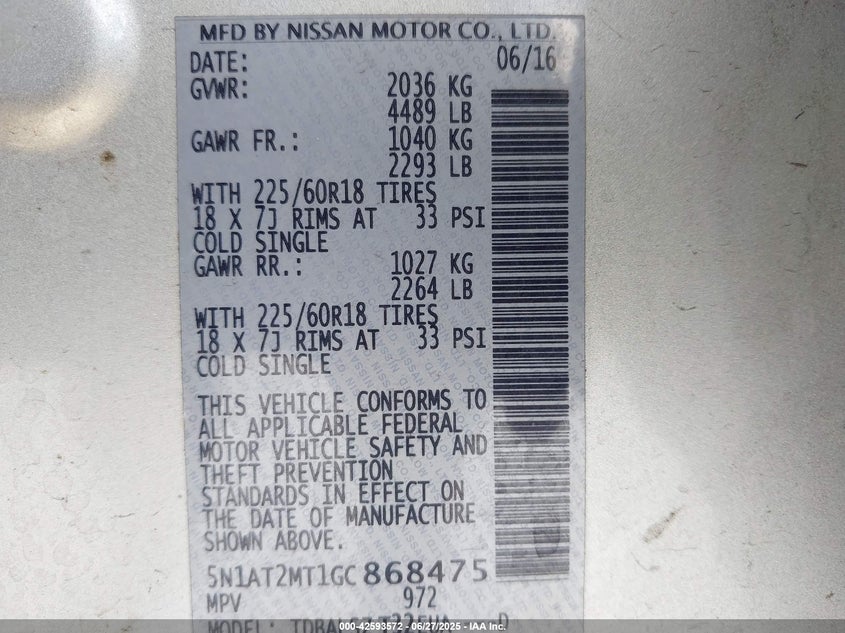 MFD BY NISSAN MOTOR CO., LTD.
DATE: 06/16
GVWR: 2036 KG
4489 LB
GAWR FR.: 1040 KG
2293 LB
WITH 225/60R18 TIRES
18 X 7J RIMS AT 33 PSI
COLD SINGLE
GAWR RR.: 1027 KG
2264 LB
WITH 225/60R18 TIRES
18 X 7J RIMS AT 33 PSI
COLD SINGLE
THIS VEHICLE CONFORMS TO
ALL APPLICABLE FEDERAL
MOTOR VEHICLE SAFETY AND
THEFT PREVENTION
STANDARDS IN EFFECT ON
THE DATE OF MANUFACTURE
SHOWN ABOVE.
5N1AT2MT1GC868475
MPV 972
MODEL:
000-42593572 - 06/27/2025 - IAA Inc.